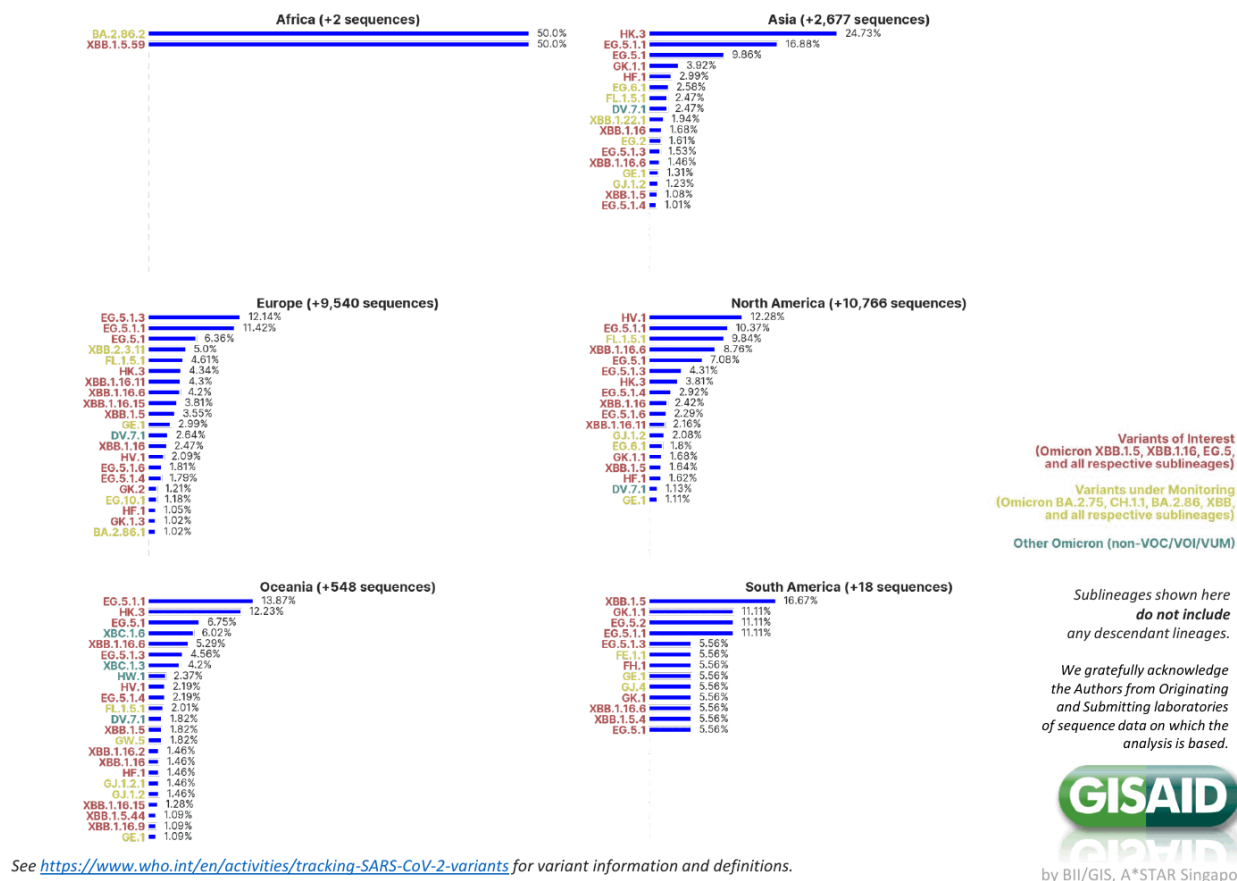 Africa (+2 sequences)
BA.2.86.2 50.0%
XBB.1.5.59 50.0%
Asia (+2,677 sequences)
HK.3 24.73%
EG.5.1.1 16.88%
EG.5.1 9.86%
GK.1.1 3.92%
HF.1 2.99%
EG.6.1 2.58%
FL.1.5.1 2.47%
DV.7.1 2.47%
XBB.1.22.1 1.94%
XBB.1.16 1.68%
EG.2 1.61%
EG.5.1.3 1.53%
XBB.1.16.6 1.46%
GE.1 1.31%
GJ.1.2 1.23%
XBB.1.5 1.08%
EG.5.1.4 1.01%
Europe (+9,540 sequences)
EG.5.1.3 12.14%
EG.5.1.1 11.42%
EG.5.1 6.36%
XBB.2.3.11 5.0%
FL.1.5.1 4.61%
HK.3 4.34%
XBB.1.16.11 4.3%
XBB.1.16.6 4.2%
XBB.1.16.15 3.81%
XBB.1.5 3.55%
GE.1 2.99%
DV.7.1 2.64%
XBB.1.16 2.47%
HV.1 2.09%
EG.5.1.6 1.81%
EG.5.1.4 1.79%
GK.2 1.21%
EG.10.1 1.18%
HF.1 1.05%
GK.1.3 1.02%
BA.2.86.1 1.02%
North America (+10,766 sequences)
HV.1 12.28%
EG.5.1.1 10.37%
FL.1.5.1 9.84%
XBB.1.16.6 8.76%
EG.5.1 7.08%
EG.5.1.3 4.31%
HK.3 3.81%
EG.5.1.4 2.92%
XBB.1.16 2.42%
EG.5.1.6 2.29%
XBB.1.16.11 2.16%
GJ.1.2 2.08%
EG.6.1 1.8%
GK.1.1 1.68%
XBB.1.5 1.64%
HF.1 1.62%
DV.7.1 1.13%
GE.1 1.11%
Oceania (+548 sequences)
EG.5.1.1 13.87%
HK.3 12.23%
EG.5.1 6.75%
XBC.1.6 6.02%
XBB.1.16.6 5.29%
EG.5.1.3 4.56%
XBC.1.3 4.2%
HW.1 2.37%
HV.1 2.19%
EG.5.1.4 2.19%
FL.1.5.1 2.01%
DV.7.1 1.82%
XBB.1.5 1.82%
GW.5 1.82%
XBB.1.16.2 1.46%
XBB.1.16 1.46%
HF.1 1.46%
GJ.1.2.1 1.46%
GJ.1.2 1.46%
XBB.1.16.15 1.28%
XBB.1.5.44 1.09%
XBB.1.16.9 1.09%
GE.1 1.09%
South America (+18 sequences)
XBB.1.5 16.67%
GK.1.1 11.11%
EG.5.2 11.11%
EG.5.1.1 11.11%
EG.5.1.3 5.56%
FE.1.1 5.56%
FH.1 5.56%
GE.1 5.56%
GJ.4 5.56%
GK.1 5.56%
XBB.1.16.6 5.56%
XBB.1.5.4 5.56%
EG.5.1 5.56%
Variants of Interest
(Omicron XBB.1.5, XBB.1.16, EG.5,
and all respective sublineages)
Variants under Monitoring
(Omicron BA.2.75, CH.1.1, BA.2.86, XBB,
and all respective sublineages)
Other Omicron (non-VOC/VOI/VUM)
Sublineages shown here
do not include
any descendant lineages.
We gratefully acknowledge
the Authors from Originating
and Submitting laboratories
of sequence data on which the
analysis is based.
GISAID
by BII/GIS, A*STAR Singapo
See https://www.who.int/en/activities/tracking-SARS-CoV-2-variants for variant information and definitions.